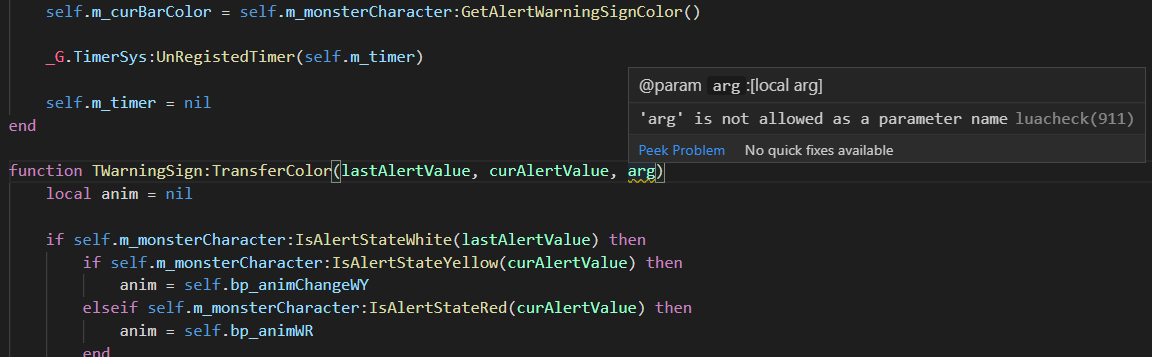 self.m_curBarColor = self.m_monsterCharacter:GetAlertWarningSignColor()
_G.TimerSys:UnRegistedTimer(self.m_timer)
@param arg:[local arg]
self.m_timer = nil
'arg' is not allowed as a parameter name luacheck(911)
end
Peek Problem No quick fixes available
function TWarningSign:TransferColor(lastAlertValue, curAlertValue, arg)
local anim = nil
if self.m_monsterCharacter:IsAlertStateWhite(lastAlertValue) then
if self.m_monsterCharacter:IsAlertStateYellow(curAlertValue) then
anim = self.bp_animChangeWY
elseif self.m_monsterCharacter:IsAlertStateRed(curAlertValue) then
anim = self.bp_animWR
end